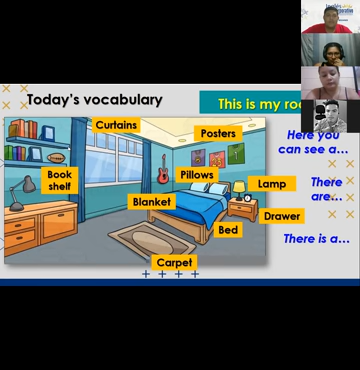 Today's vocabulary
This is my roo
Curtains
Posters
Here you
can see a...
Book
shelf
Pillows
Lamp
There
are...
Blanket
Drawer
Bed
There is a...
Carpet